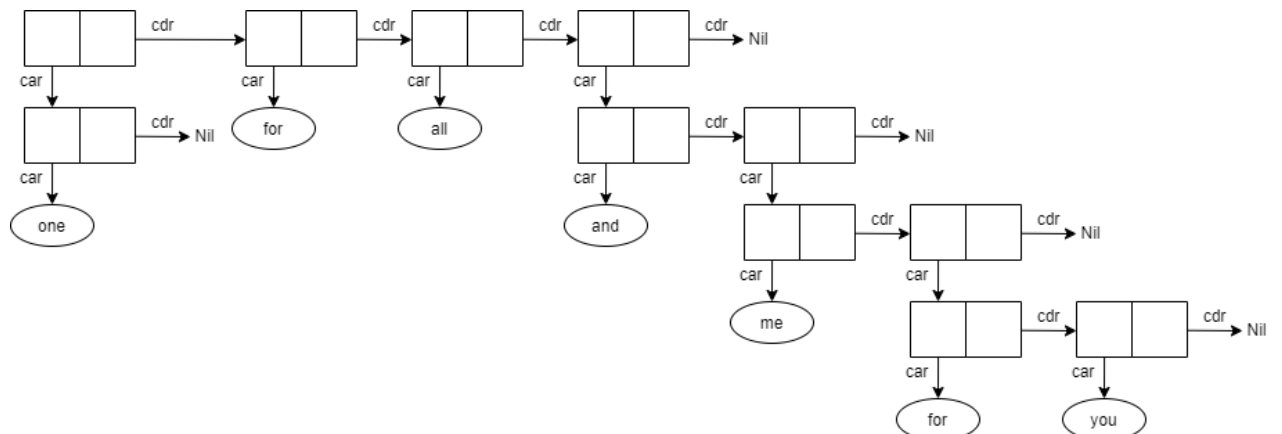 cdr cdr cdr cdr
Nil
car car car car
cdr cdr cdr
Nil for all Nil
car car car
one and cdr cdr
Nil
car car
me cdr cdr
Nil
car car
for you